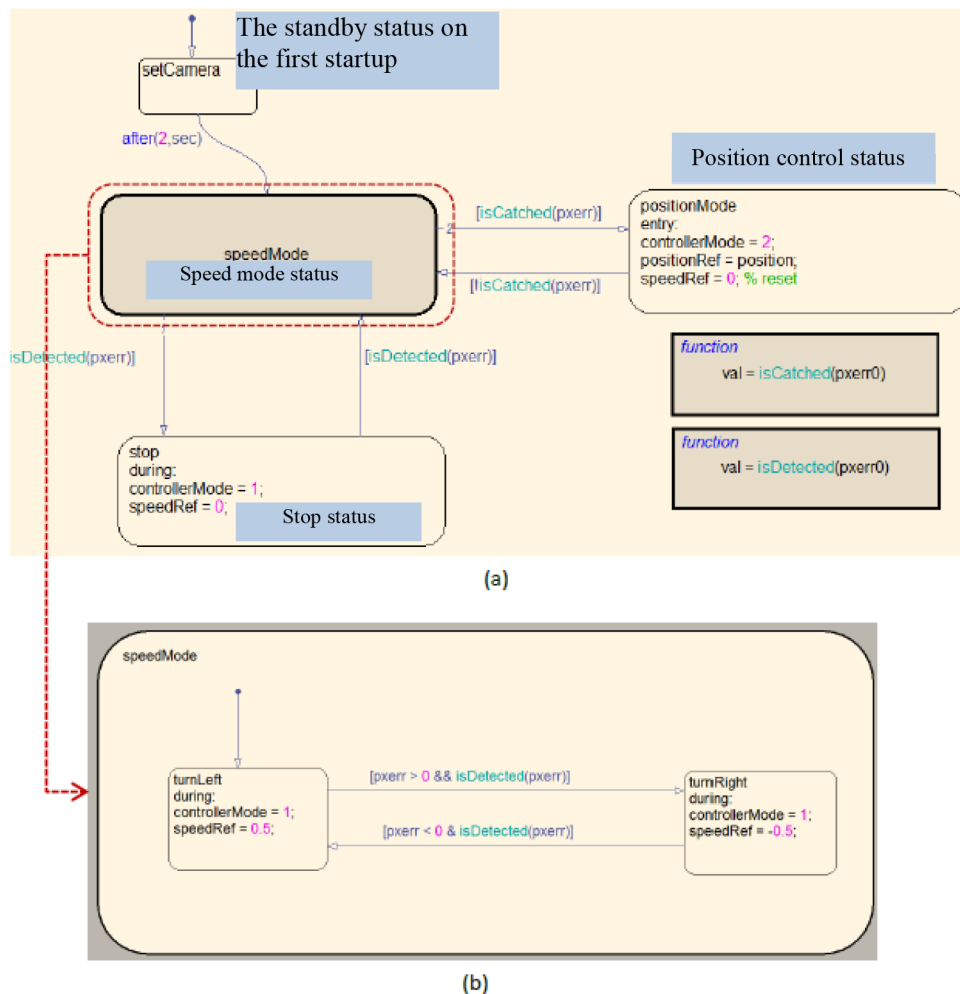 The standby status on
the first startup
setCamera
after(2,sec)
Position control status
[isCatched(pxerr)]
2
positionMode
entry:
controllerMode = 2;
positionRef = position;
speedRef = 0; % reset
speedMode
Speed mode status
[!isCatched(pxerr)]
isDetected(pxerr)]
[isDetected(pxerr)]
function
val = isCatched(pxerr0)
function
val = isDetected(pxerr0)
stop
during:
controllerMode = 1;
speedRef = 0;
Stop status
(a)
speedMode
turnLeft
during:
controllerMode = 1;
speedRef = 0.5;
[pxerr > 0 && isDetected(pxerr)]
[pxerr < 0 & isDetected(pxerr)]
turnRight
during:
controllerMode = 1;
speedRef = -0.5;
(b)